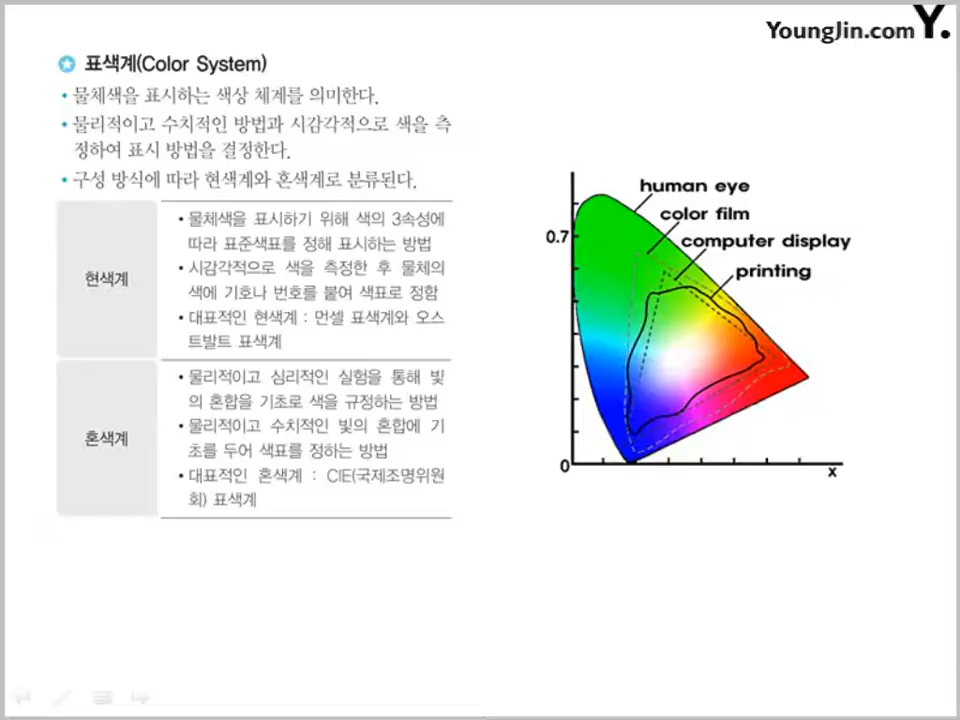 YoungJin.com Y.
표색계(Color System)
• 물체색을 표시하는 색상 체계를 의미한다.
• 물리적이고 수치적인 방법과 시감각적으로 색을 측
정하여 표시 방법을 결정한다.
• 구성 방식에 따라 현색계와 혼색계로 분류된다.
현색계
• 물체색을 표시하기 위해 색의 3속성에
따라 표준색표를 정해 표시하는 방법
• 시감각적으로 색을 측정한 후 물체의
색에 기호나 번호를 붙여 색표로 정함
• 대표적인 현색계 : 먼셀 표색계와 오스
트발트 표색계
혼색계
• 물리적이고 심리적인 실험을 통해 빛
의 혼합을 기초로 색을 규정하는 방법
• 물리적이고 수치적인 빛의 혼합에 기
초를 두어 색표를 정하는 방법
• 대표적인 혼색계 : CIE(국제조명위원
회) 표색계
human eye
color film
computer display
printing
0.7
0
x